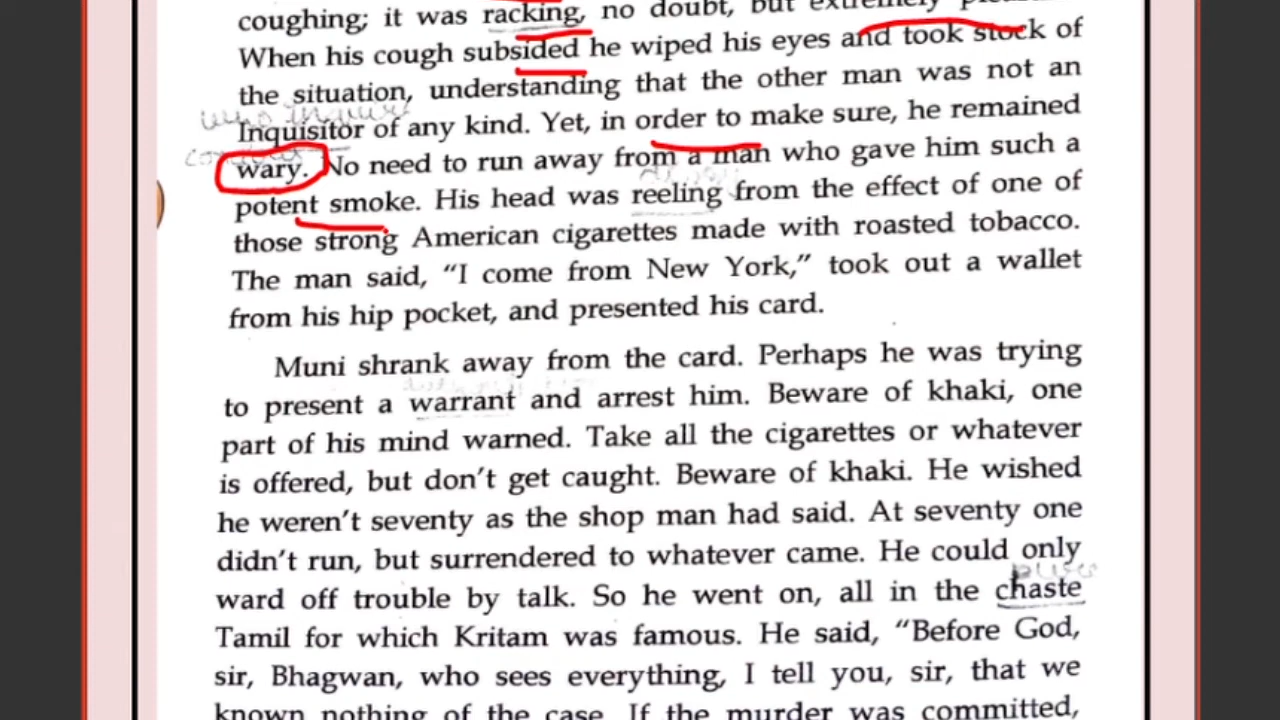 coughing; it was racking, no doubt, but extremely
When his cough subsided he wiped his eyes and took stock of
the situation, understanding that the other man was not an
who inquire
Inquisitor of any kind. Yet, in order to make sure, he remained
wary. No need to run away from a man who gave him such a
potent smoke. His head was reeling from the effect of one of
those strong American cigarettes made with roasted tobacco.
The man said, “I come from New York,” took out a wallet
from his hip pocket, and presented his card.
Muni shrank away from the card. Perhaps he was trying
to present a warrant and arrest him. Beware of khaki, one
part of his mind warned. Take all the cigarettes or whatever
is offered, but don’t get caught. Beware of khaki. He wished
he weren’t seventy as the shop man had said. At seventy one
didn’t run, but surrendered to whatever came. He could only
ward off trouble by talk. So he went on, all in the chaste
Tamil for which Kritam was famous. He said, “Before God,
sir, Bhagwan, who sees everything, I tell you, sir, that we
known nothing of the case. If the murder was committed,